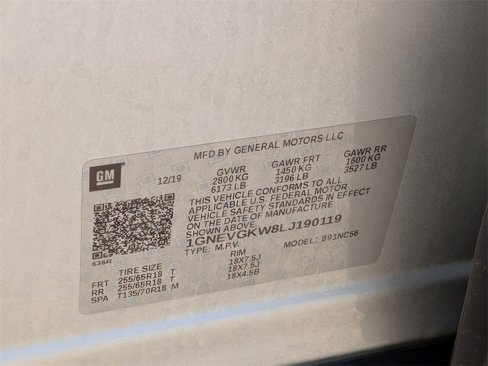 MFD BY GENERAL MOTORS LLC
GM
12/19
GVWR GAWR FRT GAWR RR
2800 KG 1450 KG 1600 KG
6173 LB 3196 LB 3527 LB
THIS VEHICLE CONFORMS TO ALL
APPLICABLE U.S. FEDERAL MOTOR
VEHICLE SAFETY STANDARDS IN EFFECT
ON THE DATE OF MANUFACTURE
SHOWN ABOVE.
1GNEVGKW8LJ190119
TYPE: M.P.V. MODEL: 891NC56
636R
TIRE SIZE RIM
FRT 255/65R18 T 18X7.5J
RR 255/65R18 T 18X7.5J
SPA T135/70R18 M 18X4.5B